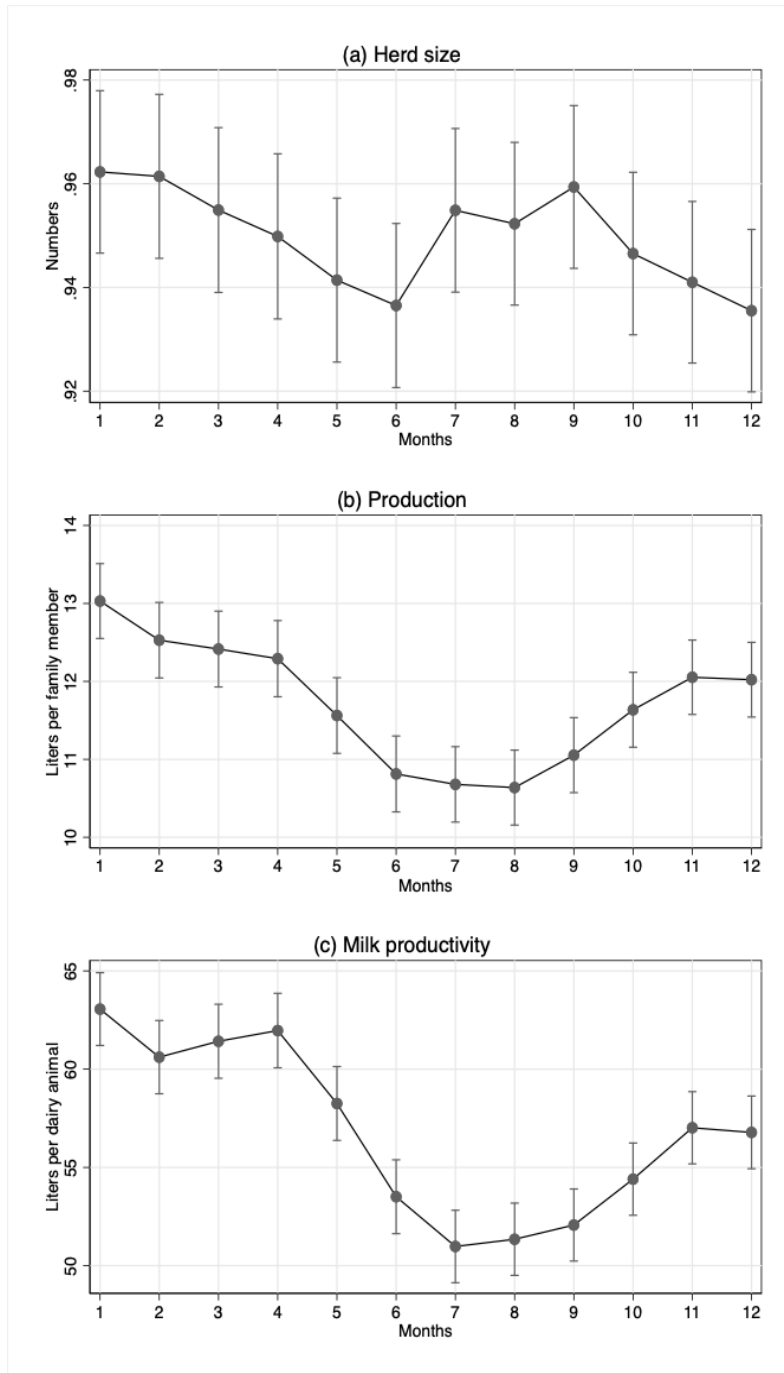 (a) Herd size
Numbers
.98
.96
.94
.92
1 2 3 4 5 6 7 8 9 10 11 12
Months
(b) Production
Liters per family member
14
13
12
11
10
1 2 3 4 5 6 7 8 9 10 11 12
Months
(c) Milk productivity
Liters per dairy animal
65
60
55
50
1 2 3 4 5 6 7 8 9 10 11 12
Months